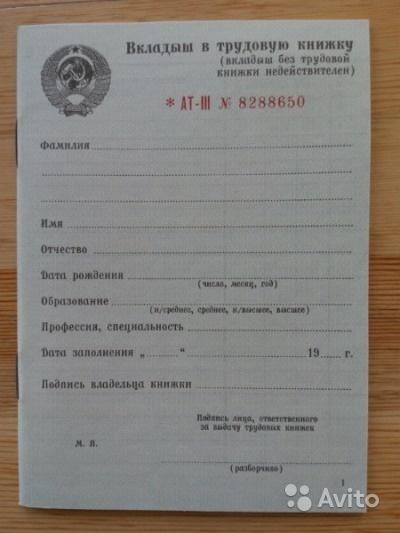 Вкладыш в трудовую книжку
(вкладыш без трудовой
книжки недействителен)
* АТ-III № 8288650
Фамилия
Имя
Отчество
Дата рождения
(число, месяц, год)
Образование
(н/среднее, среднее, н/высшее, высшее)
Профессия, специальность
Дата заполнения „ “ 19 г.
Подпись владельца книжки
Подпись лица, ответственного
за выдачу трудовых книжек
М. П.
(разборчиво)
1
Avito